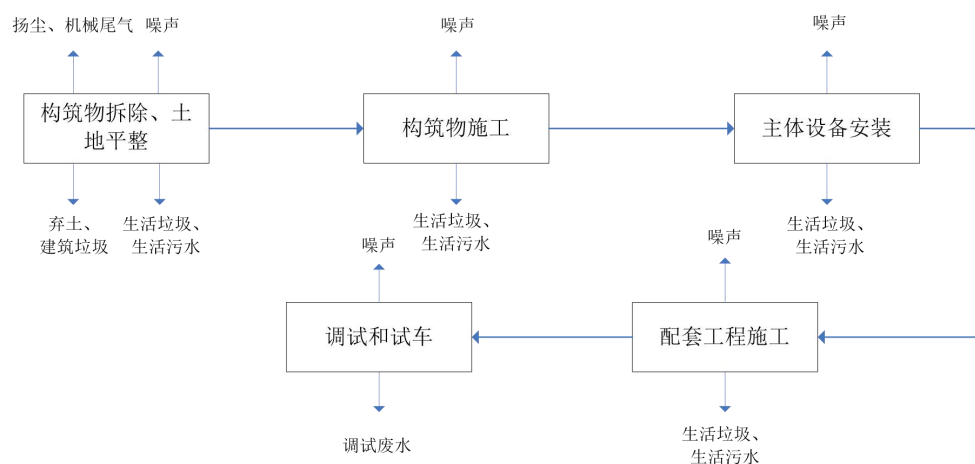 扬尘、机械尾气
噪声
噪声
噪声
构筑物拆除、土
地平整
构筑物施工
主体设备安装
弃土、
建筑垃圾
生活垃圾、
生活污水
生活垃圾、
生活污水
生活垃圾、
生活污水
噪声
噪声
调试和试车
配套工程施工
调试废水
生活垃圾、
生活污水